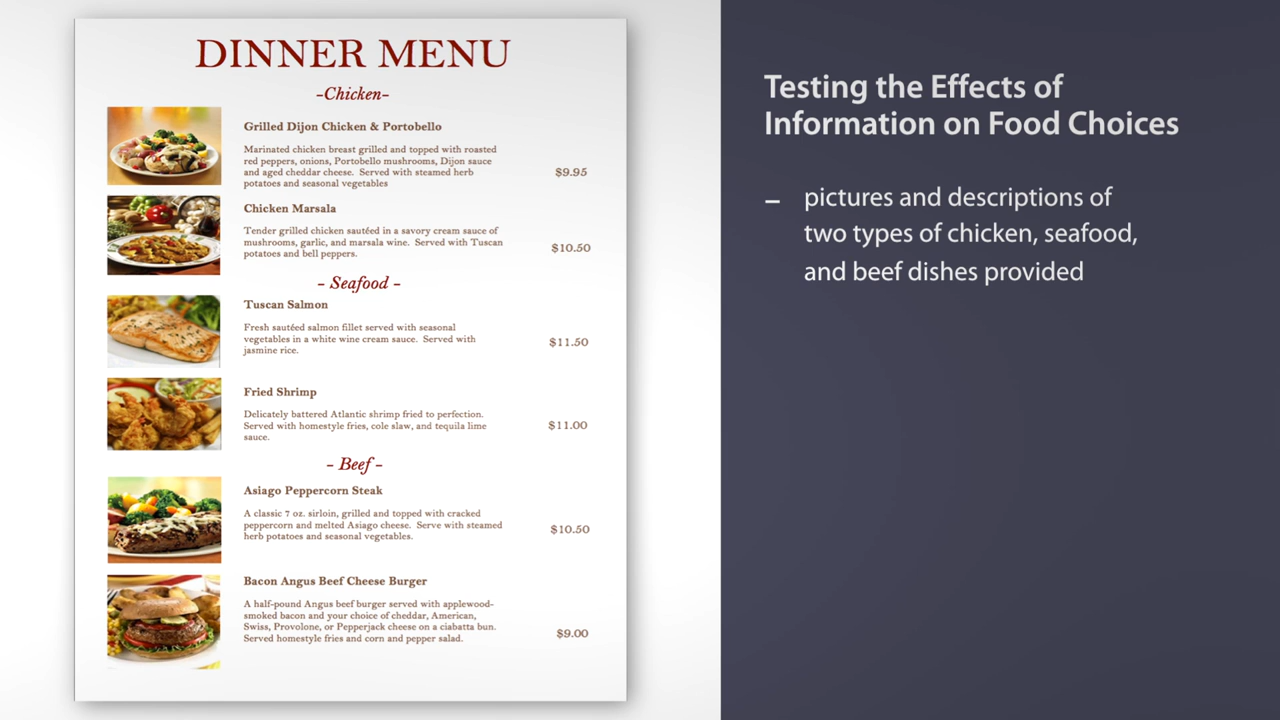 DINNER MENU
-Chicken-
Grilled Dijon Chicken & Portobello
Marinated chicken breast grilled and topped with roasted
red peppers, onions, Portobello mushrooms, Dijon sauce
and aged cheddar cheese. Served with steamed herb
potatoes and seasonal vegetables
$9.95
Chicken Marsala
Tender grilled chicken sautéed in a savory cream sauce of
mushrooms, garlic, and marsala wine. Served with Tuscan
potatoes and bell peppers.
$10.50
- Seafood -
Tuscan Salmon
Fresh sautéed salmon fillet served with seasonal
vegetables in a white wine cream sauce. Served with
jasmine rice.
$11.50
Fried Shrimp
Delicately battered Atlantic shrimp fried to perfection.
Served with homestyle fries, cole slaw, and tequila lime
sauce.
$11.00
- Beef -
Asiago Peppercorn Steak
A classic 7 oz. sirloin, grilled and topped with cracked
peppercorn and melted Asiago cheese. Serve with steamed
herb potatoes and seasonal vegetables.
$10.50
Bacon Angus Beef Cheese Burger
A half-pound Angus beef burger served with applewood-
smoked bacon and your choice of cheddar, American,
Swiss, Provolone, or Pepperjack cheese on a ciabatta bun.
Served homestyle fries and corn and pepper salad.
$9.00
Testing the Effects of
Information on Food Choices
– pictures and descriptions of
two types of chicken, seafood,
and beef dishes provided